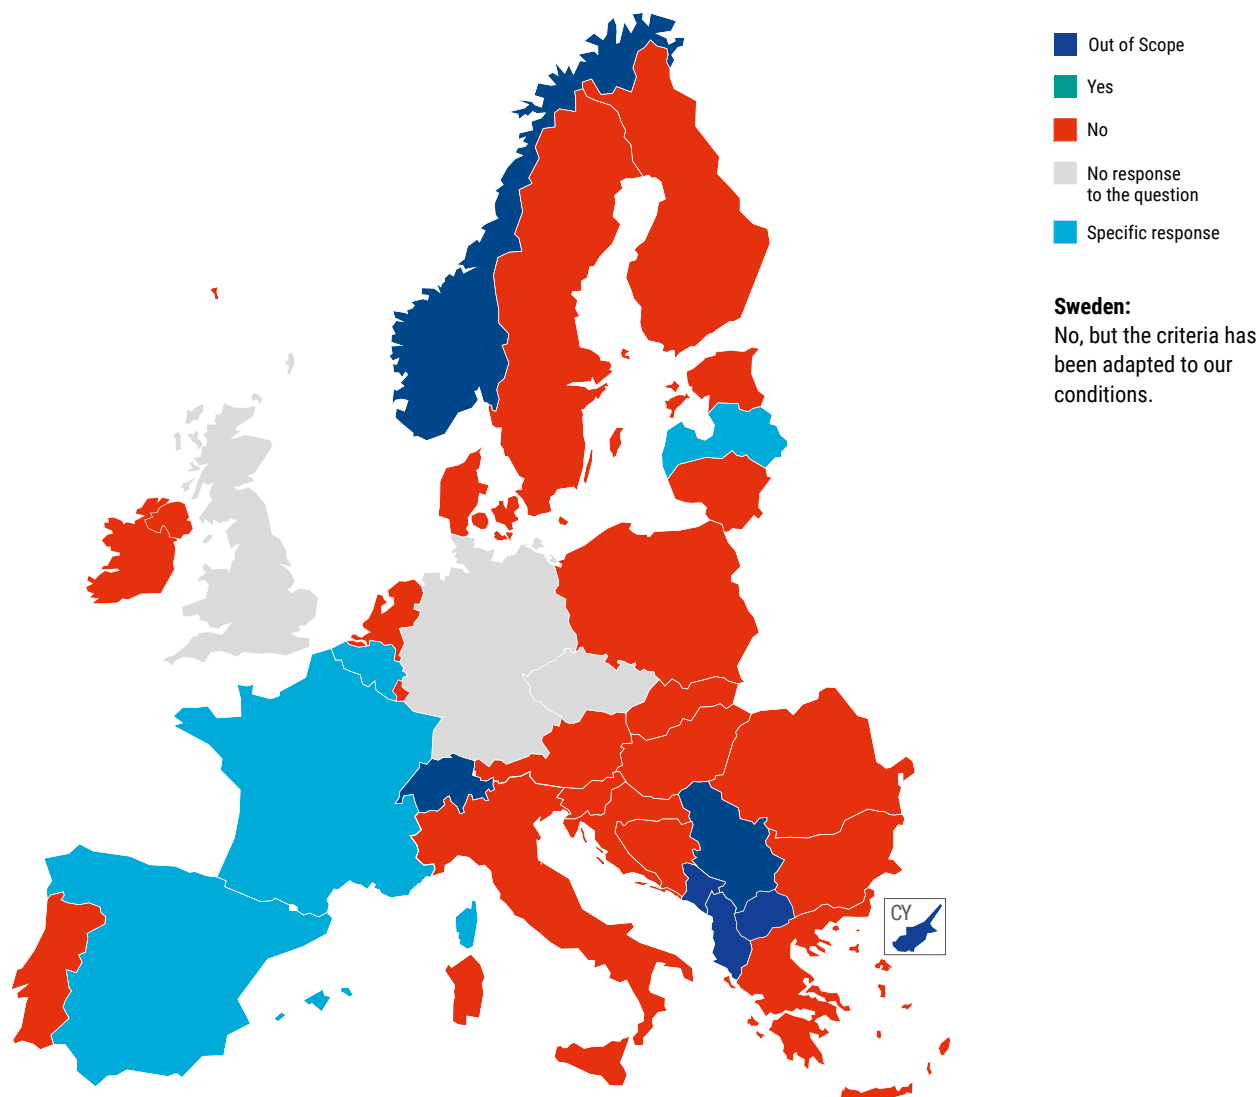 Out of Scope
Yes
No
No response
to the question
Specific response
Sweden:
No, but the criteria has
been adapted to our
conditions.
CY